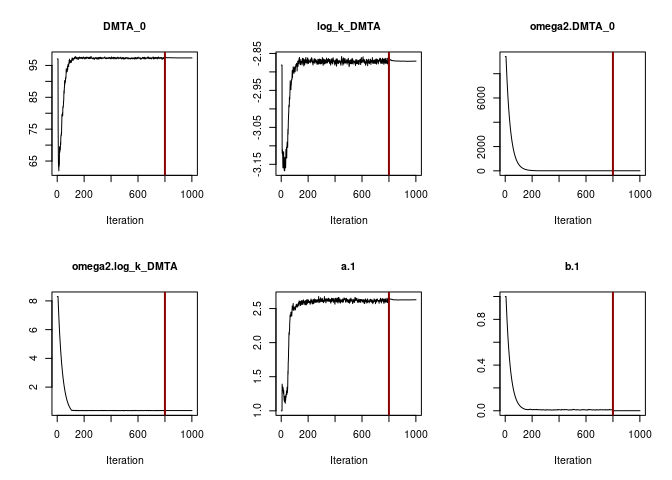 DMTA_0 log_k_DMTA omega2.DMTA_0
65 75 85 95
-3.15 -3.05 -2.95 -2.85
0 2000 6000
0 200 600 1000 0 200 600 1000 0 200 600 1000
Iteration Iteration Iteration
omega2.log_k_DMTA a.1 b.1
2 4 6 8
1.0 1.5 2.0 2.5
0.0 0.4 0.8
0 200 600 1000 0 200 600 1000 0 200 600 1000
Iteration Iteration Iteration